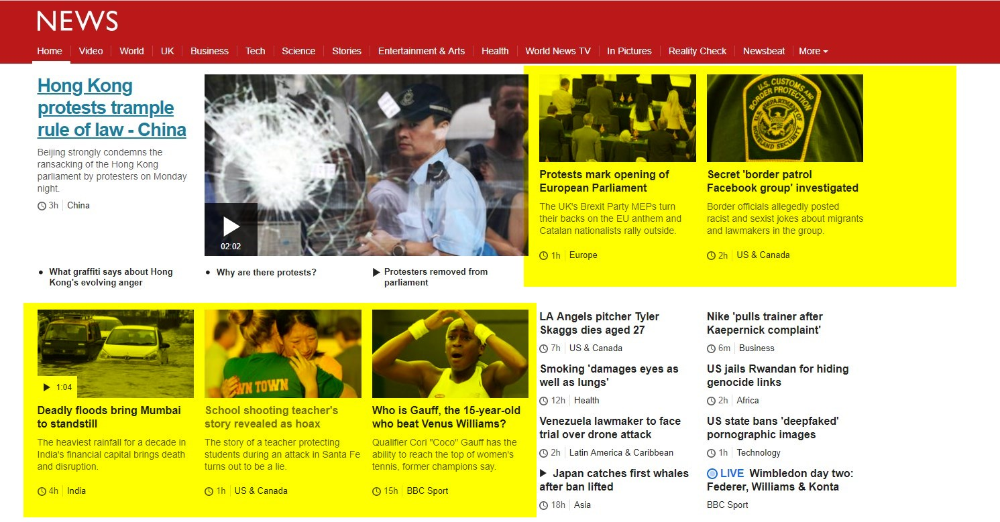 NEWS
Home Video World UK Business Tech Science Stories Entertainment & Arts Health World News TV In Pictures Reality Check Newsbeat More
Hong Kong
protests trample
rule of law - China
Beijing strongly condemns the
ransacking of the Hong Kong
parliament by protesters on Monday
night.
3h China
02:02
What graffiti says about Hong
Kong's evolving anger
Why are there protests?
Protesters removed from
parliament
Protests mark opening of
European Parliament
The UK's Brexit Party MEPs turn
their backs on the EU anthem and
Catalan nationalists rally outside.
1h Europe
U.S. CUSTOMS AND
BORDER PROTECTION
DEPARTMENT OF
HOMELAND SECURITY
Secret 'border patrol
Facebook group' investigated
Border officials allegedly posted
racist and sexist jokes about migrants
and lawmakers in the group.
2h US & Canada
1:04
Deadly floods bring Mumbai
to standstill
The heaviest rainfall for a decade in
India's financial capital brings death
and disruption.
4h India
WN TOWN
School shooting teacher's
story revealed as hoax
The story of a teacher protecting
students during an attack in Santa Fe
turns out to be a lie.
1h US & Canada
Who is Gauff, the 15-year-old
who beat Venus Williams?
Qualifier Cori "Coco" Gauff has the
ability to reach the top of women's
tennis, former champions say.
15h BBC Sport
LA Angels pitcher Tyler
Skaggs dies aged 27
7h US & Canada
Smoking 'damages eyes as
well as lungs'
12h Health
Venezuela lawmaker to face
trial over drone attack
2h Latin America & Caribbean
Japan catches first whales
after ban lifted
18h Asia
Nike 'pulls trainer after
Kaepernick complaint'
6m Business
US jails Rwandan for hiding
genocide links
2h Africa
US state bans 'deepfaked'
pornographic images
1h Technology
LIVE Wimbledon day two:
Federer, Williams & Konta
BBC Sport